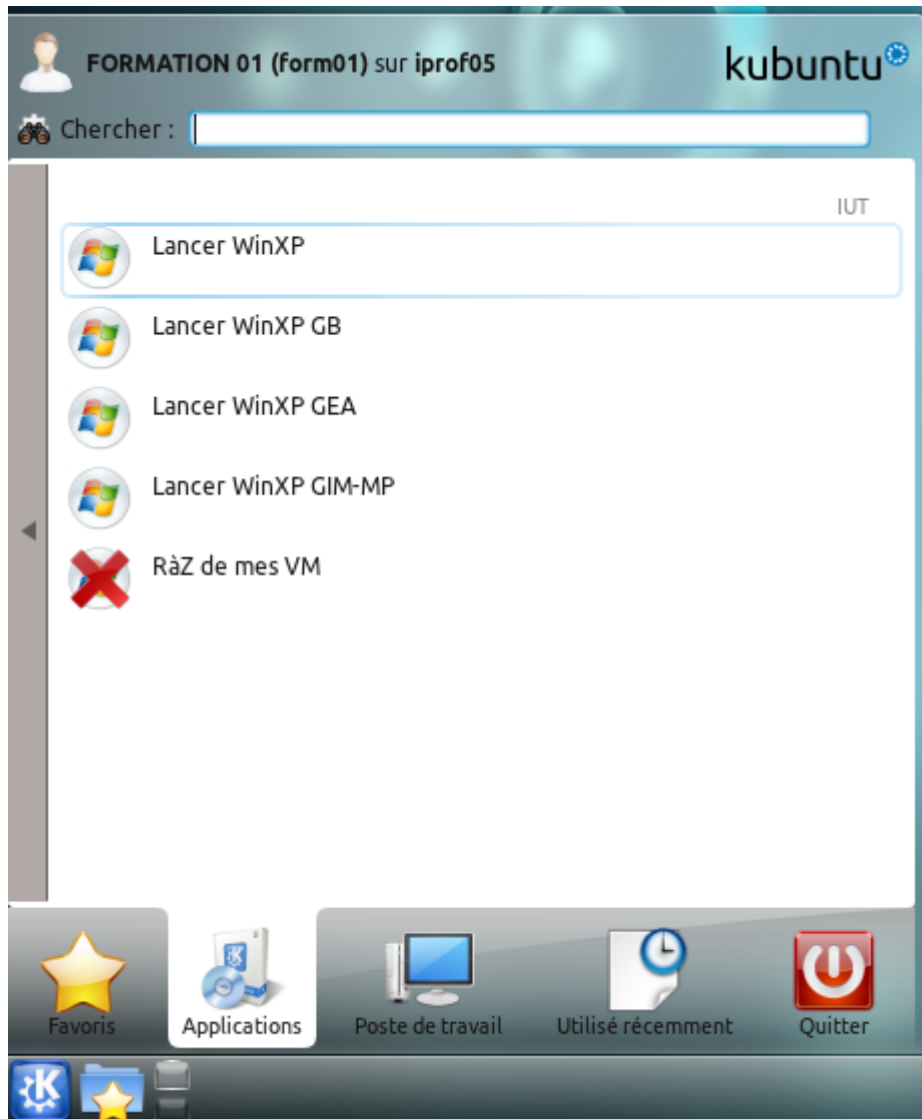 FORMATION 01 (form01) sur iprof05
kubuntu
Chercher :
IUT
Lancer WinXP
Lancer WinXP GB
Lancer WinXP GEA
Lancer WinXP GIM-MP
RàZ de mes VM
Favoris
Applications
Poste de travail
Utilisé récemment
Quitter